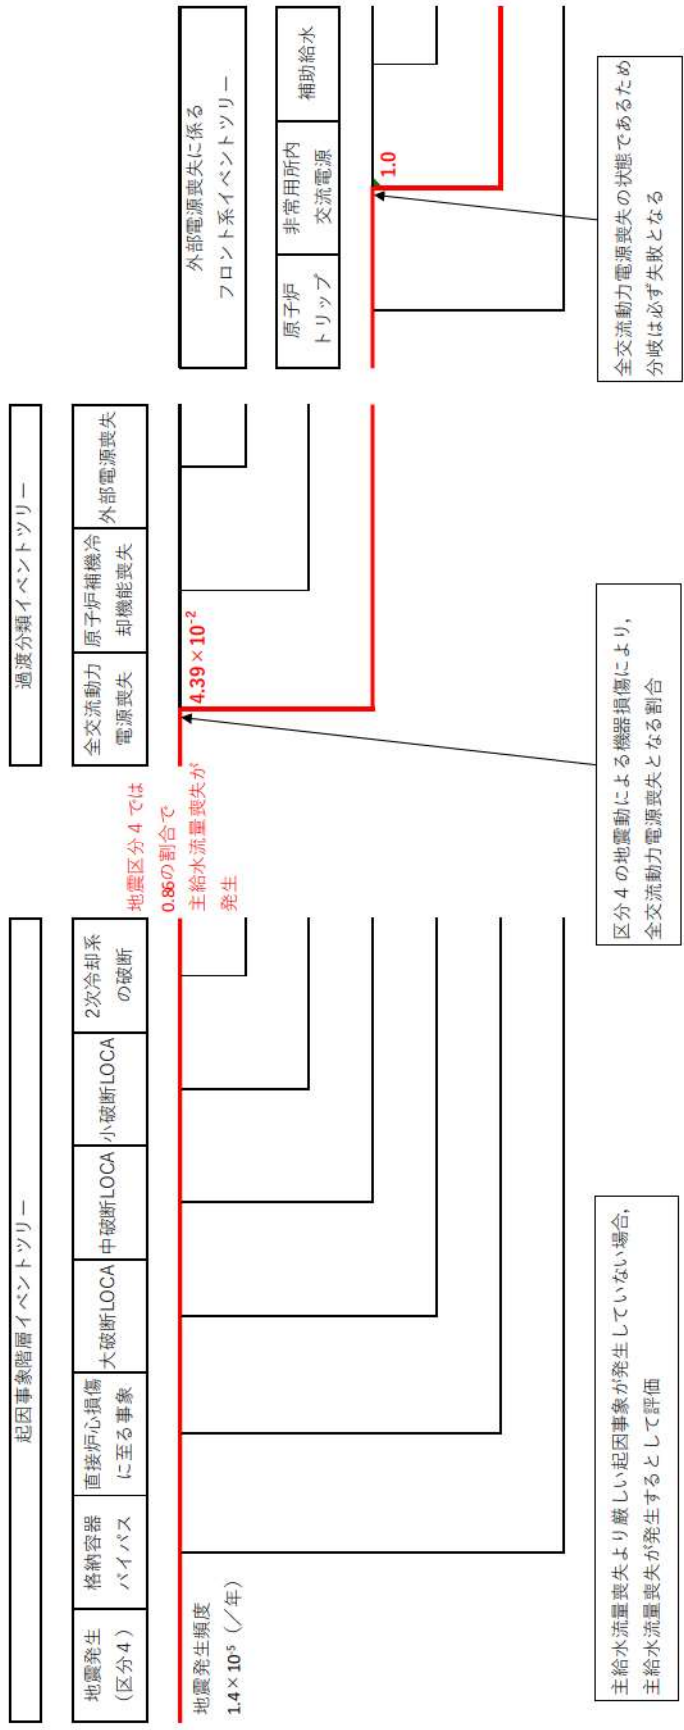 起因事象階層イベントツリー
地震発生
（区分４）
格納容器
バイパス
直接炉心損傷
に至る事象
大破断LOCA
中破断LOCA
小破断LOCA
2次冷却系
の破断
地震発生頻度
1.4×10-5（／年）
主給水流量喪失より厳しい起因事象が発生していない場合，
主給水流量喪失が発生するとして評価
地震区分４では
0.86の割合で
主給水流量喪失が
発生
過渡分類イベントツリー
全交流動力
電源喪失
原子炉補機冷
却機能喪失
外部電源喪失
4.39×10-2
区分４の地震動による機器損傷により，
全交流動力電源喪失となる割合
外部電源喪失に係る
フロント系イベントツリー
原子炉
トリップ
非常用所内
交流電源
補助給水
1.0
全交流動力電源喪失の状態であるため
分岐は必ず失敗となる